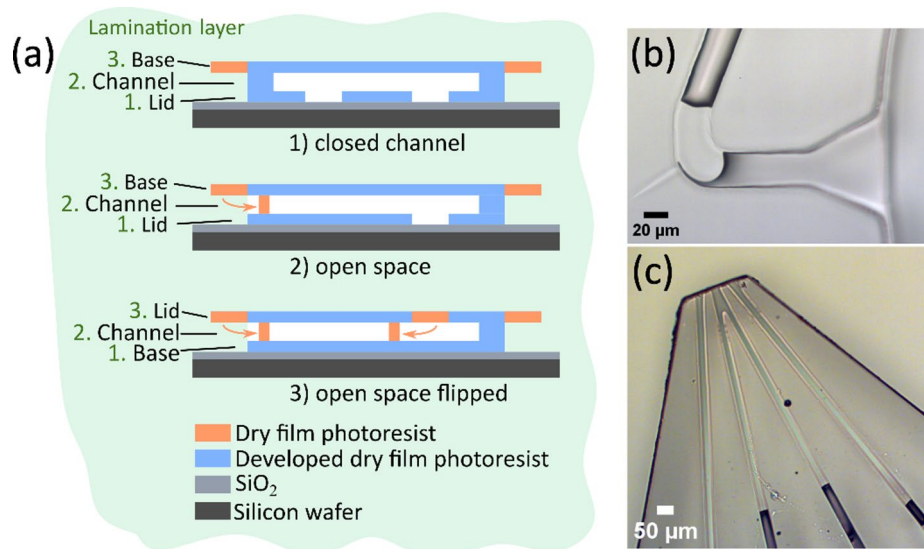 Lamination layer
(a)
3. Base
2. Channel
1. Lid
1) closed channel
3. Base
2. Channel
1. Lid
2) open space
3. Lid
2. Channel
1. Base
3) open space flipped
Dry film photoresist
Developed dry film photoresist
SiO₂
Silicon wafer
(b)
20 µm
(c)
50 µm